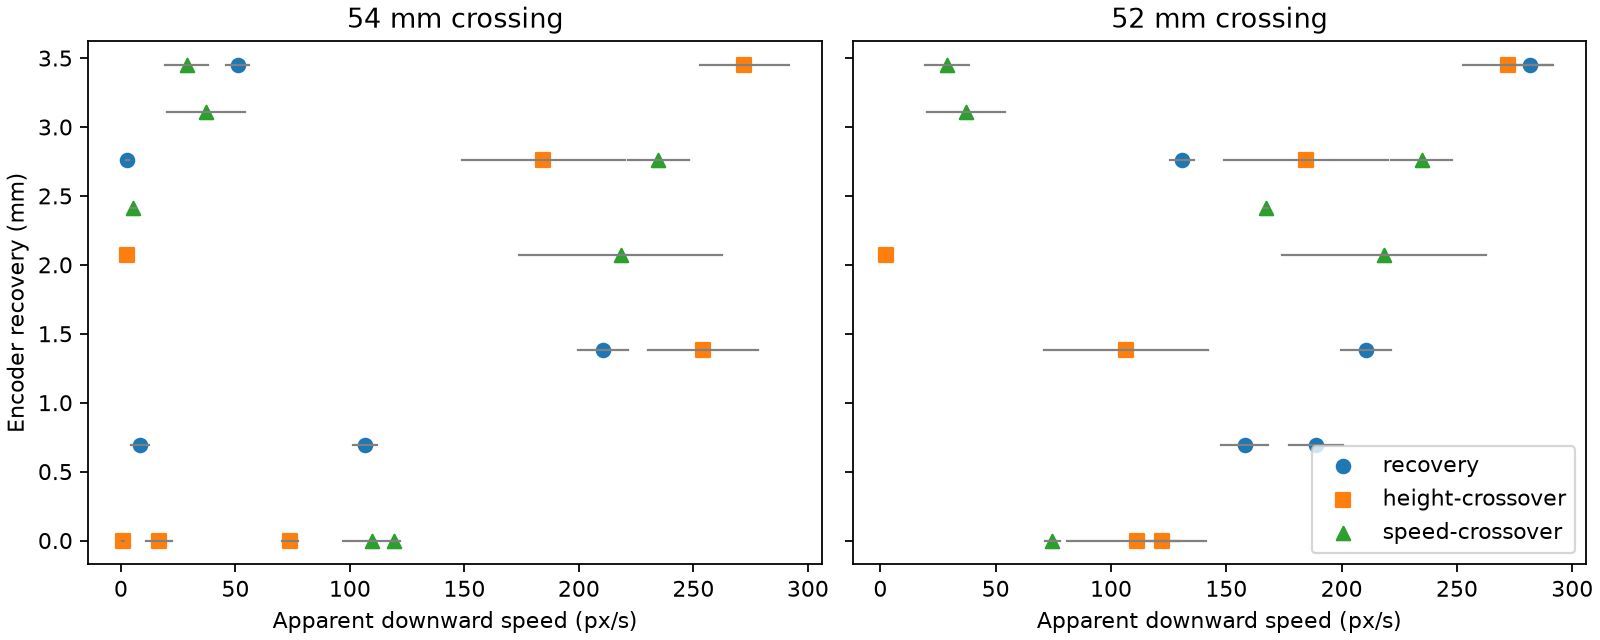 54 mm crossing
52 mm crossing
Encoder recovery (mm)
3.5
3.0
2.5
2.0
1.5
1.0
0.5
0.0
0 50 100 150 200 250 300
0 50 100 150 200 250 300
Apparent downward speed (px/s)
Apparent downward speed (px/s)
recovery
height-crossover
speed-crossover